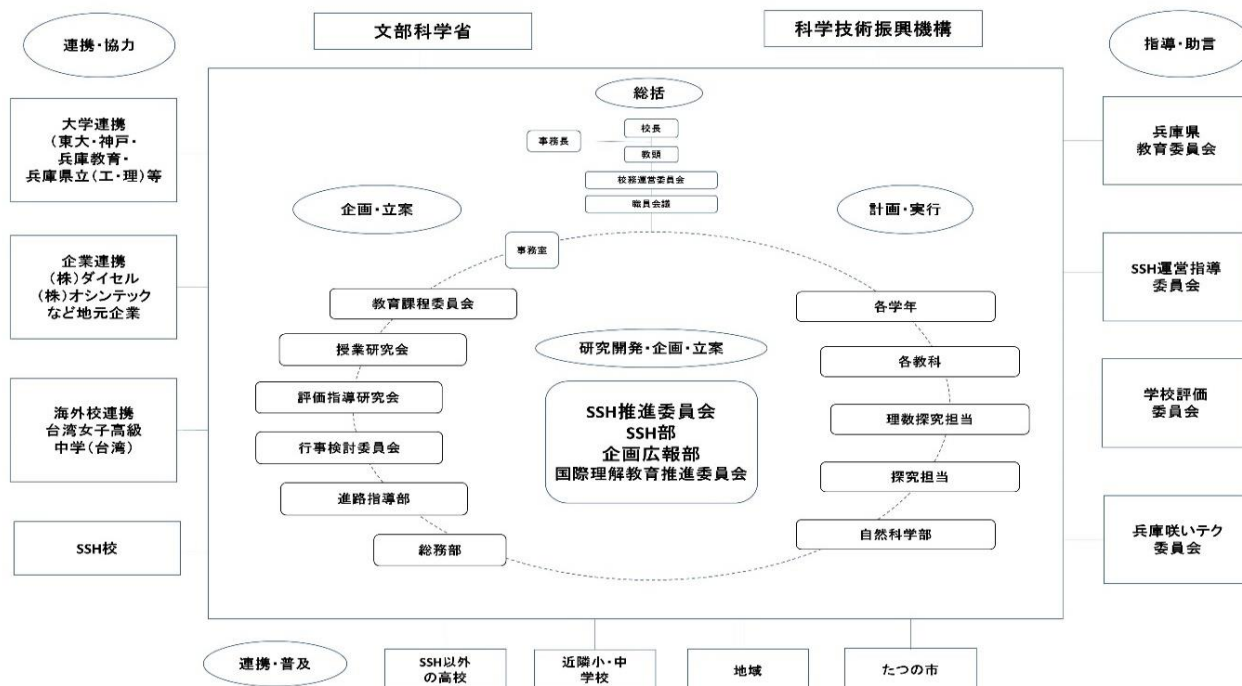 文部科学省
科学技術振興機構
連携・協力
大学連携
(東大・神戸・
兵庫教育・
兵庫県立(工・理)等
企業連携
(株)ダイセル
(株)オシンテック
など地元企業
海外校連携
台湾女子高級
中学(台湾)
SSH校
総括
校長
事務長
教頭
校務運営委員会
職員会議
事務室
企画・立案
教育課程委員会
授業研究会
評価指導研究会
行事検討委員会
進路指導部
総務部
研究開発・企画・立案
SSH推進委員会
SSH部
企画広報部
国際理解教育推進委員会
計画・実行
各学年
各教科
理数探究担当
探究担当
自然科学部
指導・助言
兵庫県
教育委員会
SSH運営指導
委員会
学校評価
委員会
兵庫咲いテク
委員会
連携・普及
SSH以外
の高校
近隣小・中
学校
地域
たつの市